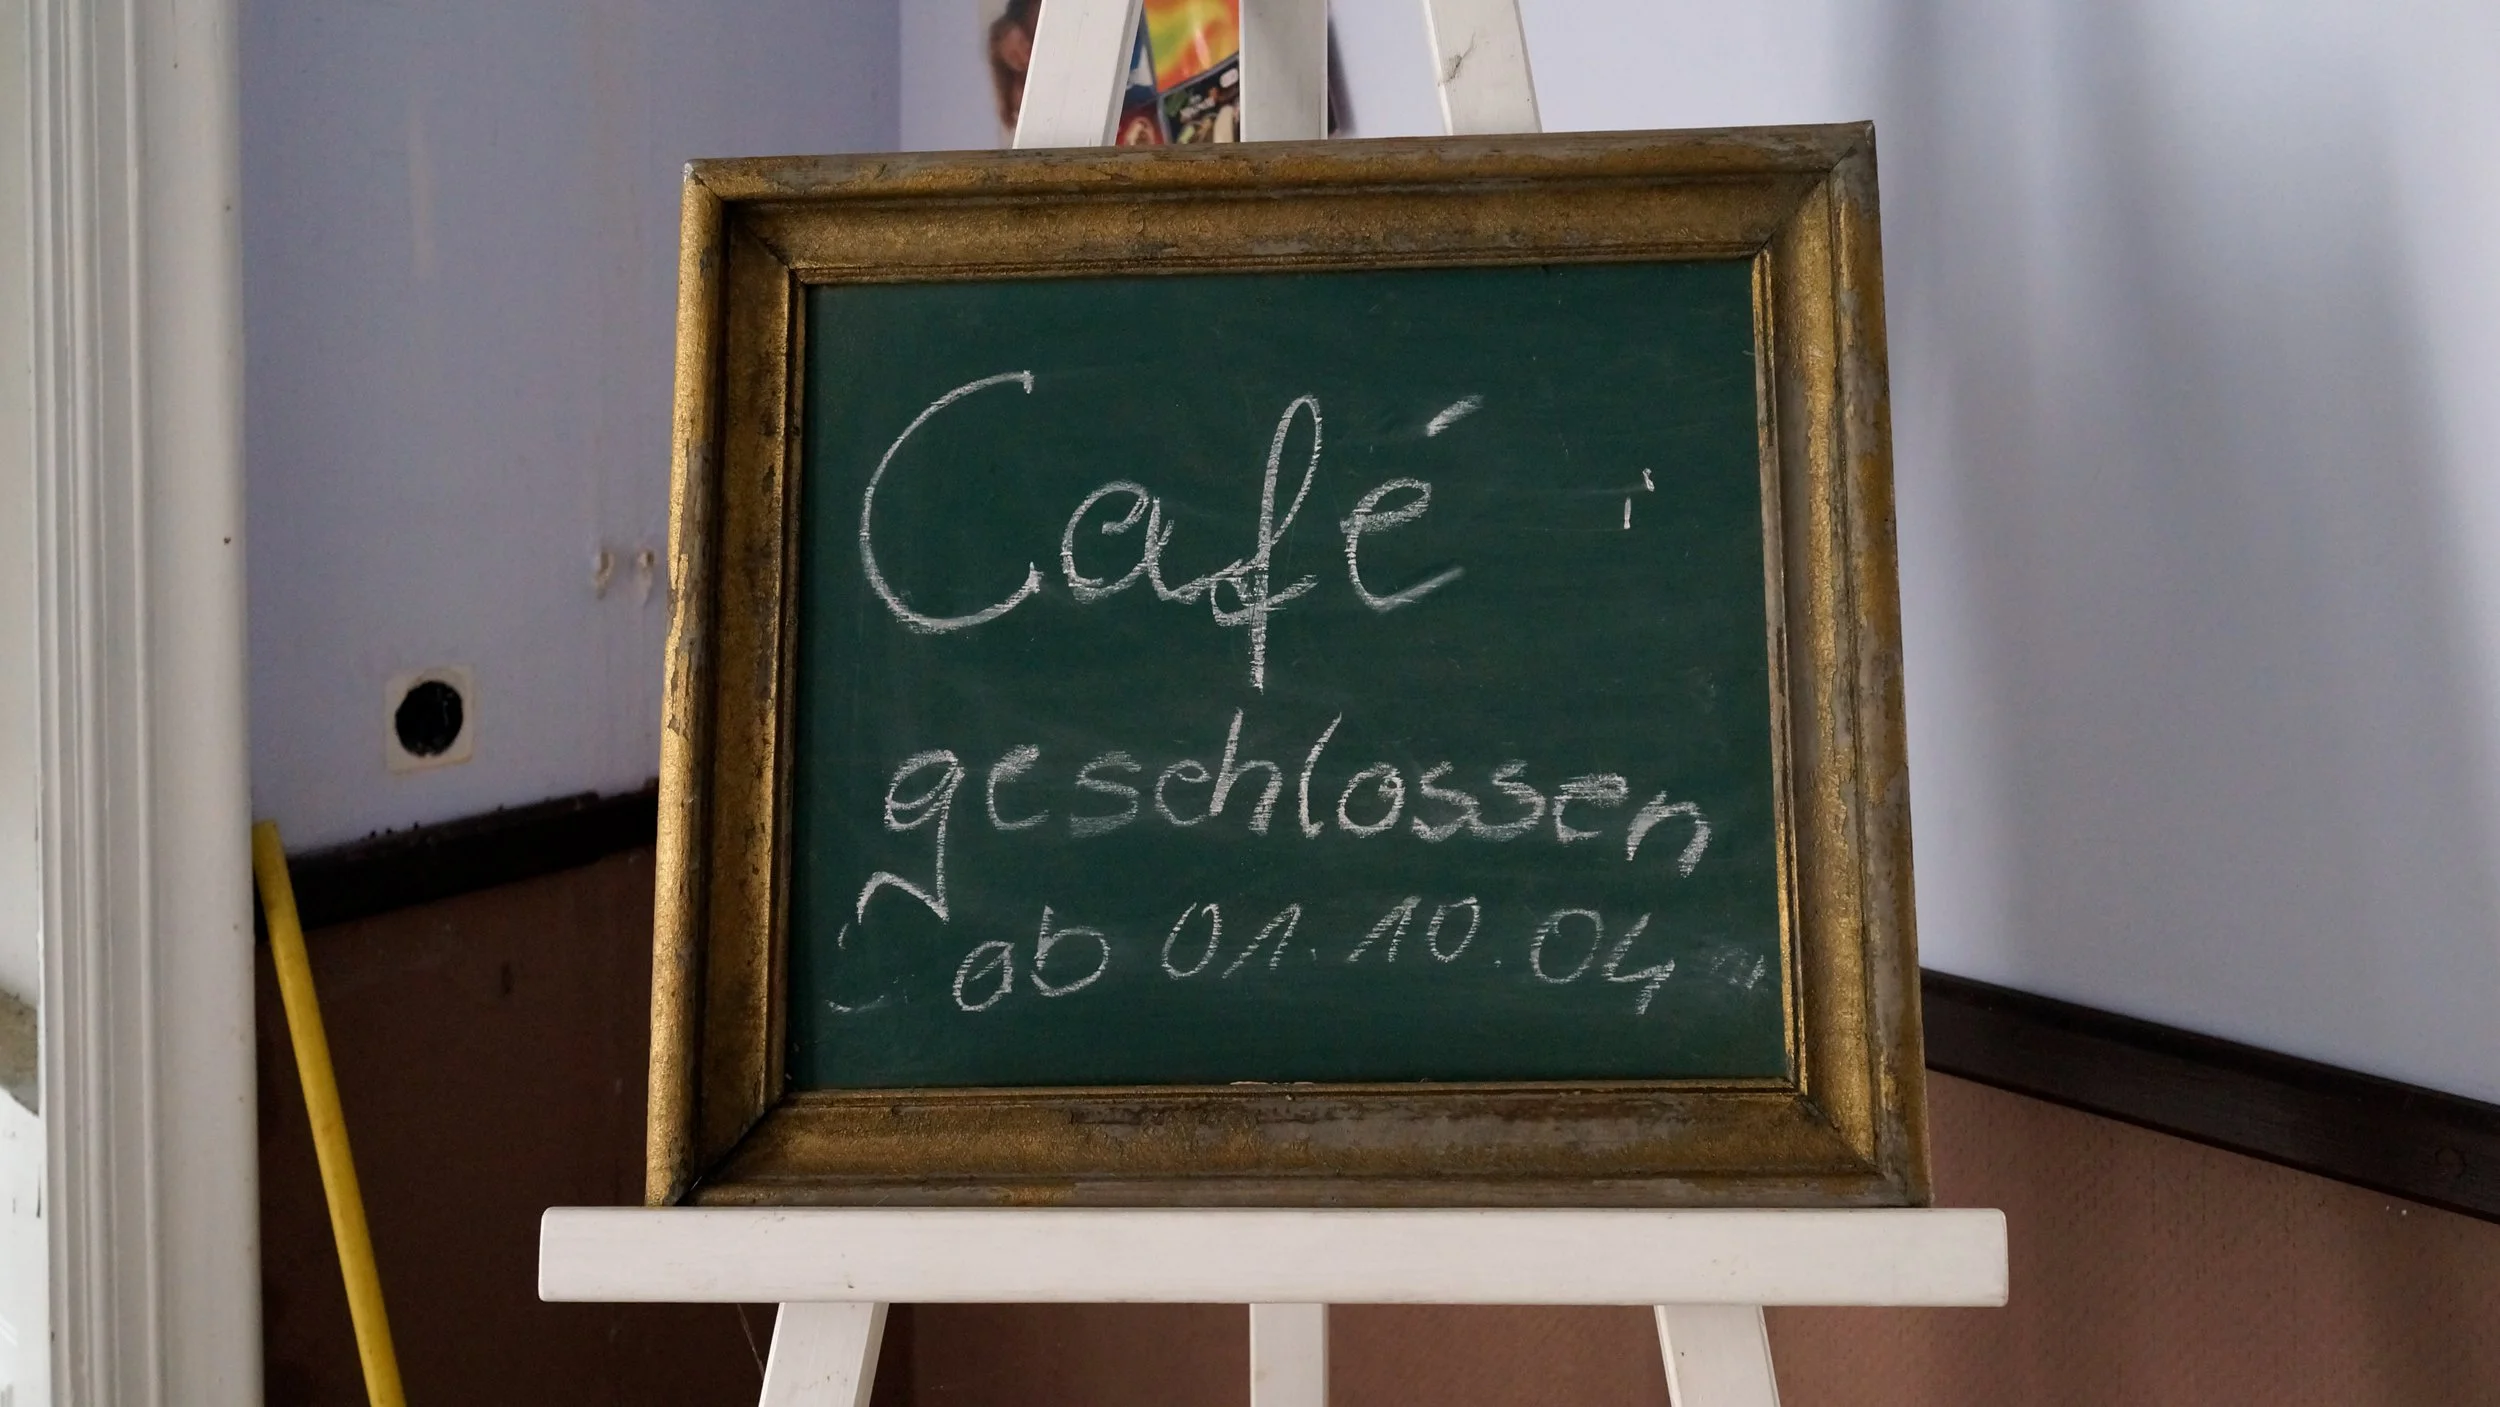 Café
geschlossen
ab 01.10.04